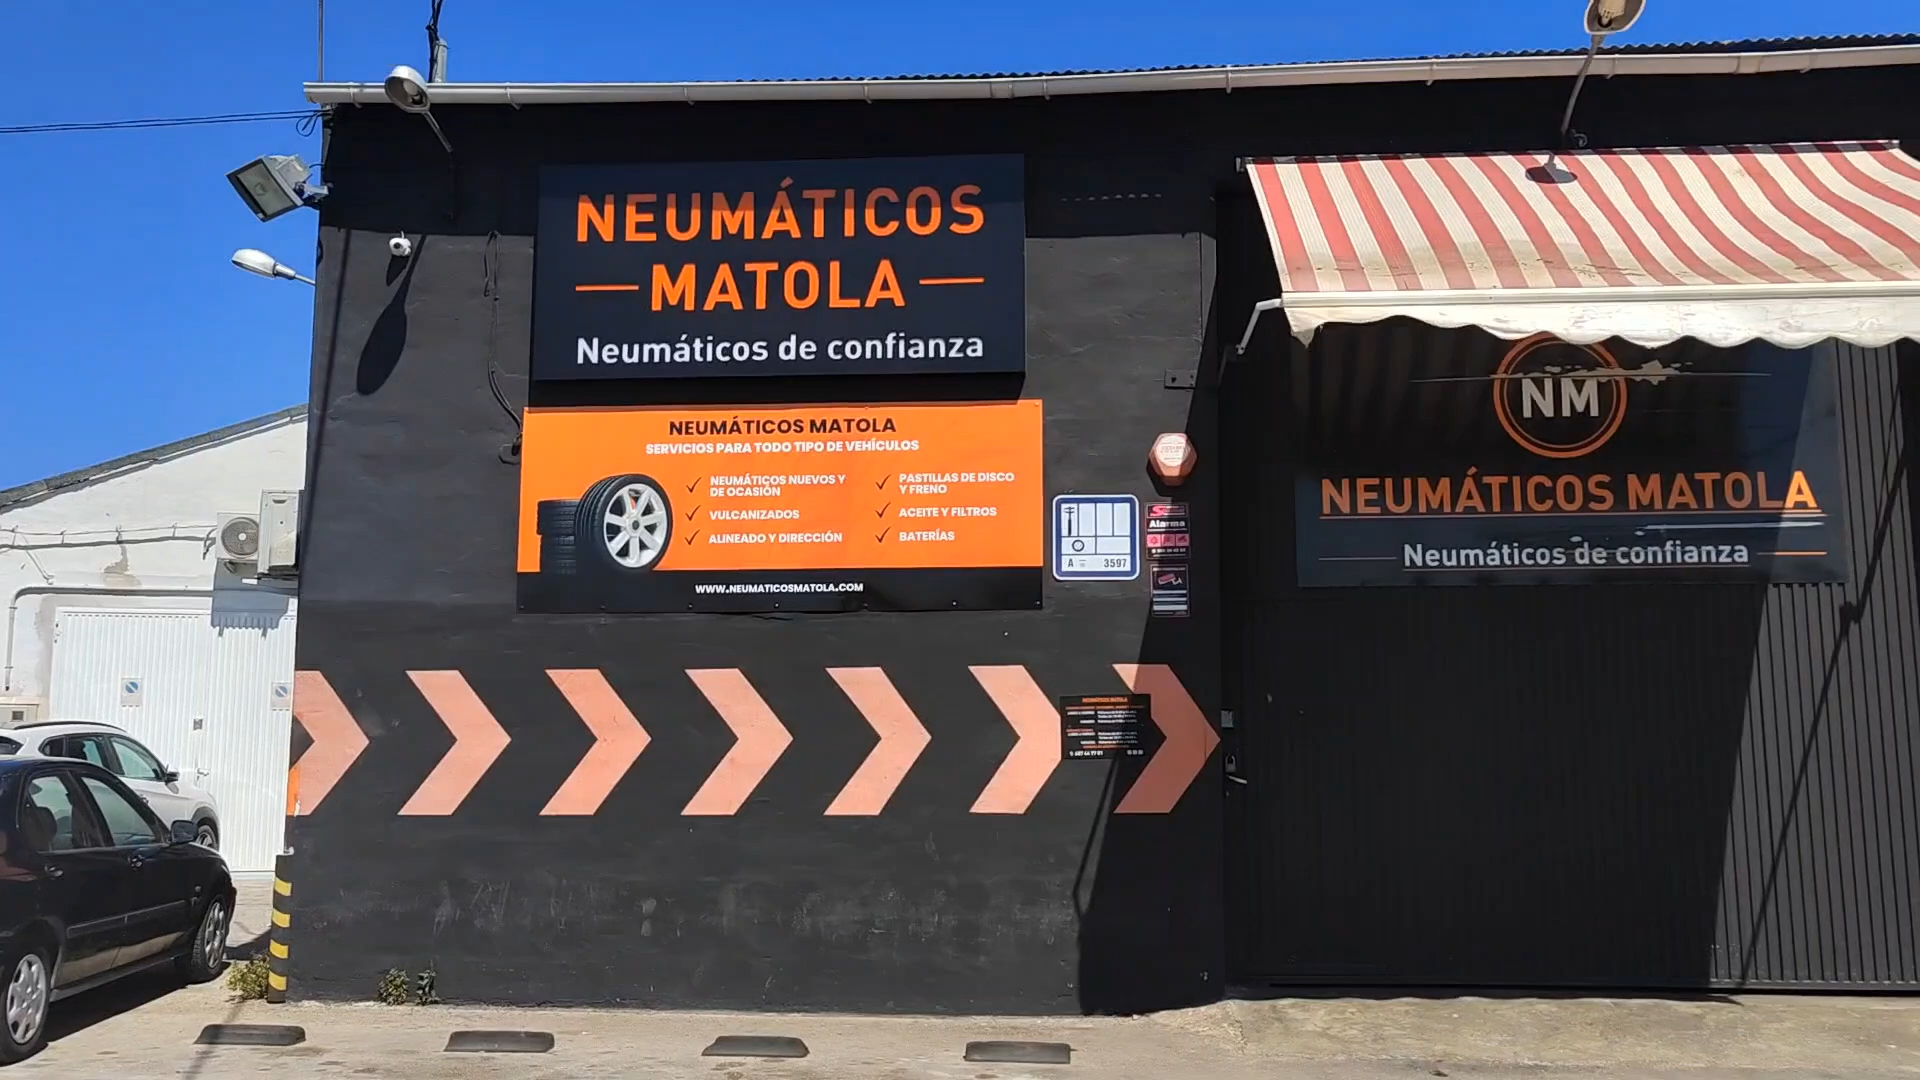 NEUMÁTICOS
MATOLA
Neumáticos de confianza
NEUMÁTICOS MATOLA
SERVICIOS PARA TODO TIPO DE VEHÍCULOS
NEUMÁTICOS NUEVOS Y
DE OCASIÓN
VULCANIZADOS
ALINEADO Y DIRECCIÓN
PASTILLAS DE DISCO
Y FRENO
ACEITE Y FILTROS
BATERÍAS
WWW.NEUMATICOSMATOLA.COM
A 3597
Alarma
NEUMÁTICOS MATOLA
NM
NEUMÁTICOS MATOLA
Neumáticos de confianza